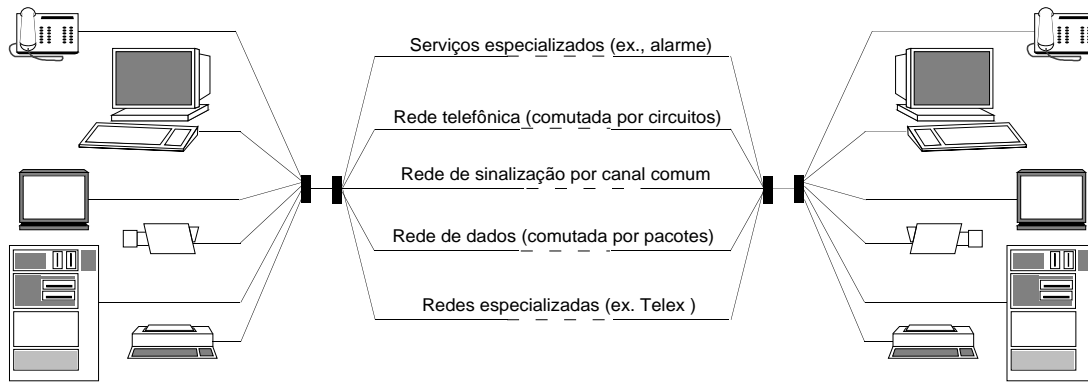 Serviços especializados (ex., alarme)
Rede telefônica (comutada por circuitos)
Rede de sinalização por canal comum
Rede de dados (comutada por pacotes)
Redes especializadas (ex. Telex )